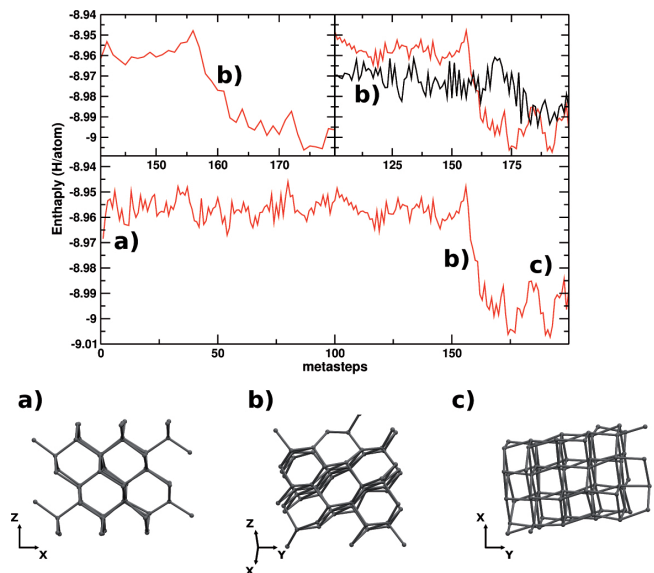 -8.94
-8.95
-8.96
-8.97
-8.98
-8.99
-9
b)
b)
150
160
170
125
150
175
Enthaply (H/atom)
-8.94
-8.95
-8.96
-8.97
-8.98
-8.99
-9
-9.01
a)
b)
c)
0
50
100
150
metasteps
a)
b)
c)
Z
X
Z
Y
X
X
Y